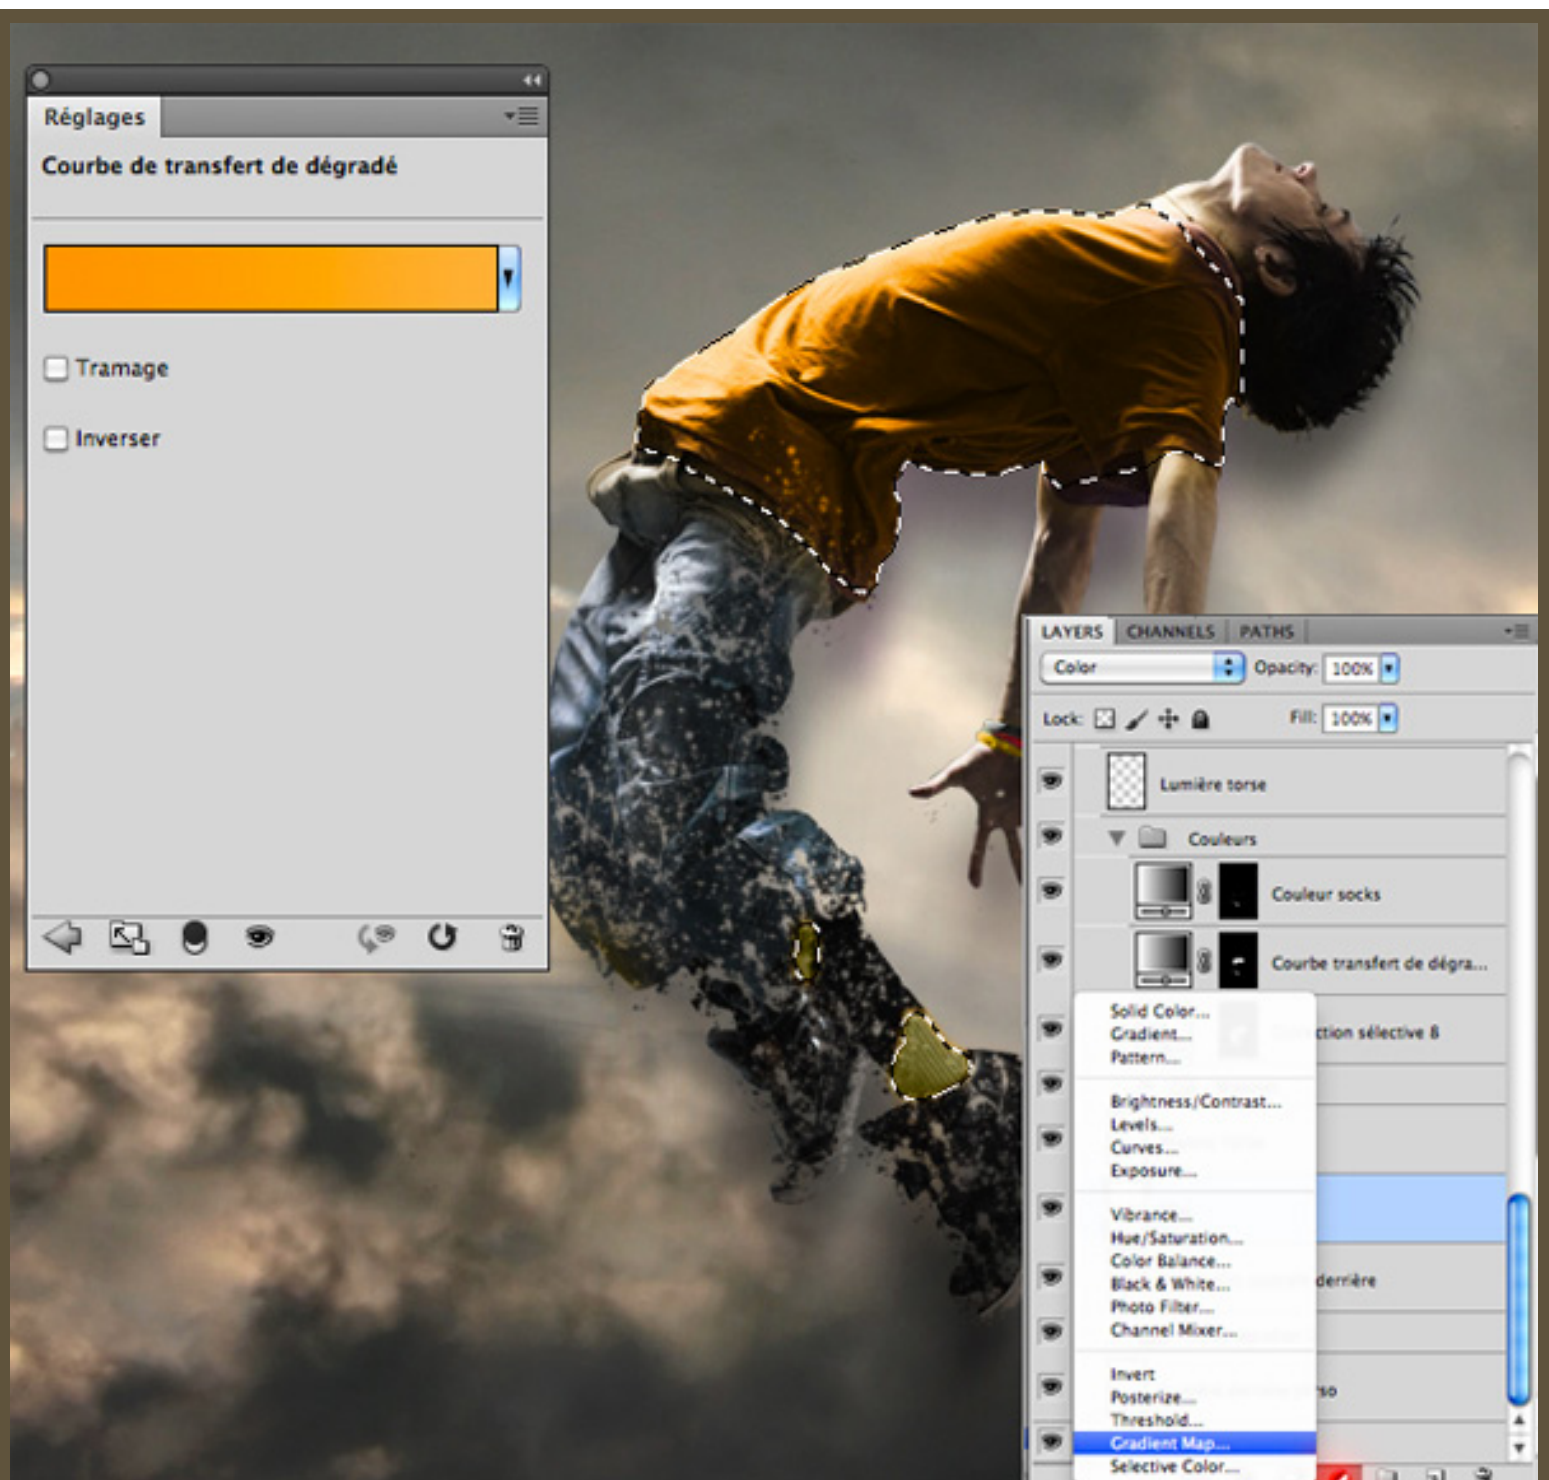 Réglages
Courbe de transfert de dégradé
Tramage
Inverser
LAYERS CHANNELS PATHS
Color Opacity: 100%
Lock: Fill: 100%
Lumière torse
Couleurs
Couleur socks
Courbe transfert de dégra...
Solid Color...
Gradient...
ction sélective 8
Pattern...
Brightness/Contrast...
Levels...
Curves...
Exposure...
Vibrance...
Hue/Saturation...
Color Balance...
derrière
Black & White...
Photo Filter...
Channel Mixer...
Invert
Posterize...
Threshold...
Gradient Map...
Selective Color...